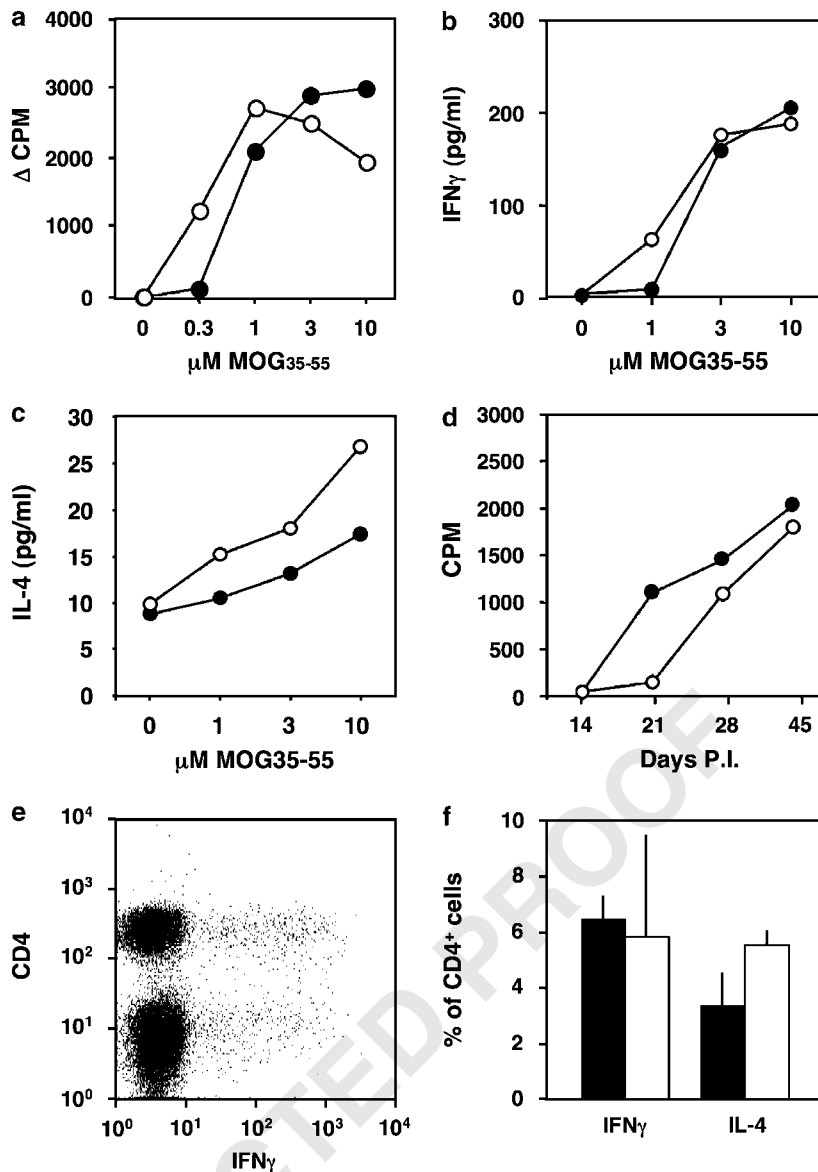 a
4000
3000
2000
1000
0
Δ CPM
0 0.3 1 3 10
μM MOG35-55
b
300
200
100
0
IFNγ (pg/ml)
0 1 3 10
μM MOG35-55
c
30
25
20
15
10
5
0
IL-4 (pg/ml)
0 1 3 10
μM MOG35-55
d
3000
2500
2000
1500
1000
500
0
CPM
14 21 28 45
Days P.I.
e
10⁴
10³
10²
10¹
10⁰
CD4
10⁰ 10¹ 10² 10³ 10⁴
IFNγ
f
10
8
6
4
2
0
% of CD4⁺ cells
IFNγ IL-4
CTED PROOF